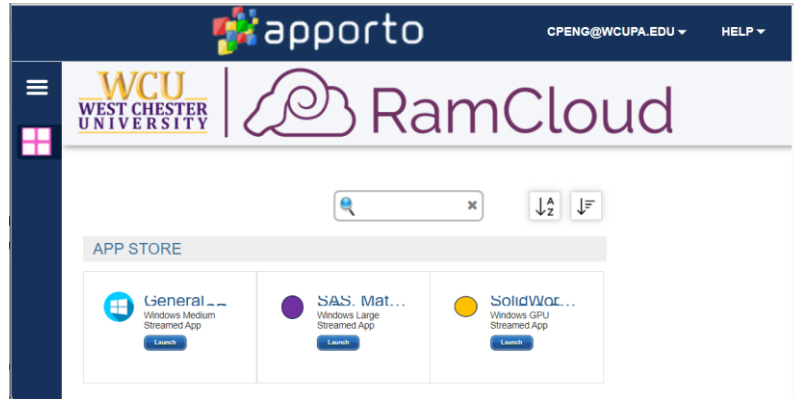 apporto
CPENG@WCUPA.EDU
HELP
WCU
WEST CHESTER
UNIVERSITY
RamCloud
A
Z
APP STORE
General
Windows Medium
Streamed App
Launch
SAS, Mat...
Windows Large
Streamed App
Launch
SolidWor...
Windows GPU
Streamed App
Launch